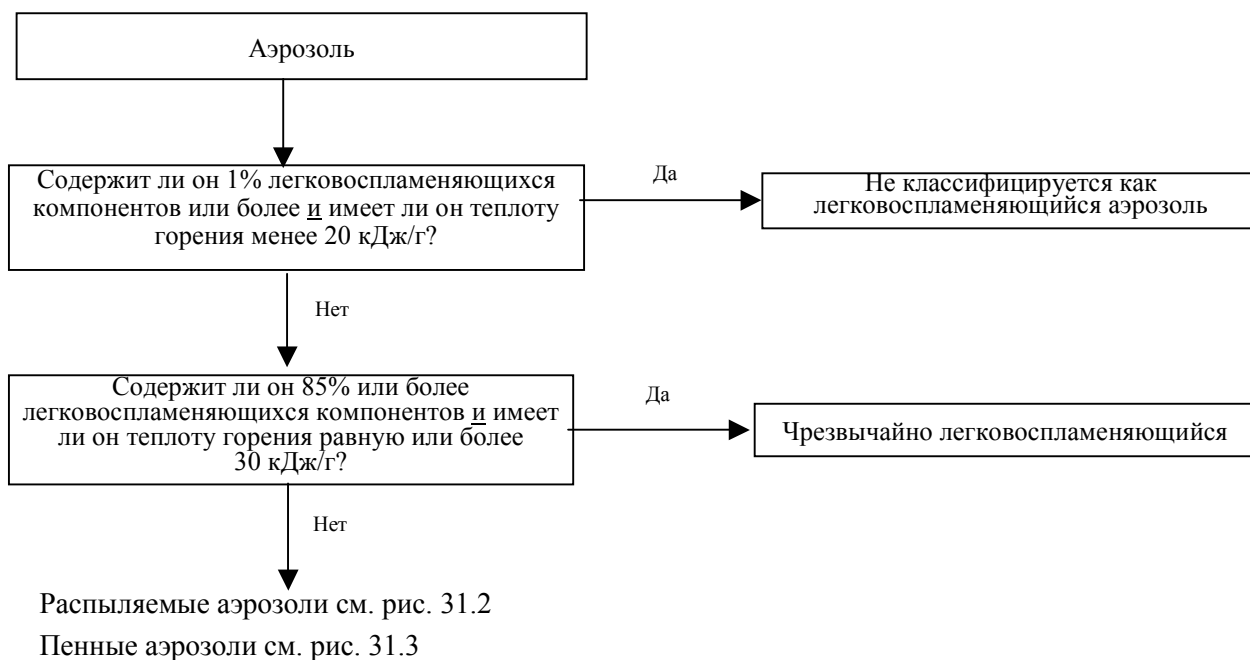 Аэрозоль
Содержит ли он 1% легковоспламеняющихся
компонентов или более и имеет ли он теплоту
горения менее 20 кДж/г?
Да
Не классифицируется как
легковоспламеняющийся аэрозоль
Нет
Содержит ли он 85% или более
легковоспламеняющихся компонентов и имеет
ли он теплоту горения равную или более
30 кДж/г?
Да
Чрезвычайно легковоспламеняющийся
Нет
Распыляемые аэрозоли см. рис. 31.2
Пенные аэрозоли см. рис. 31.3